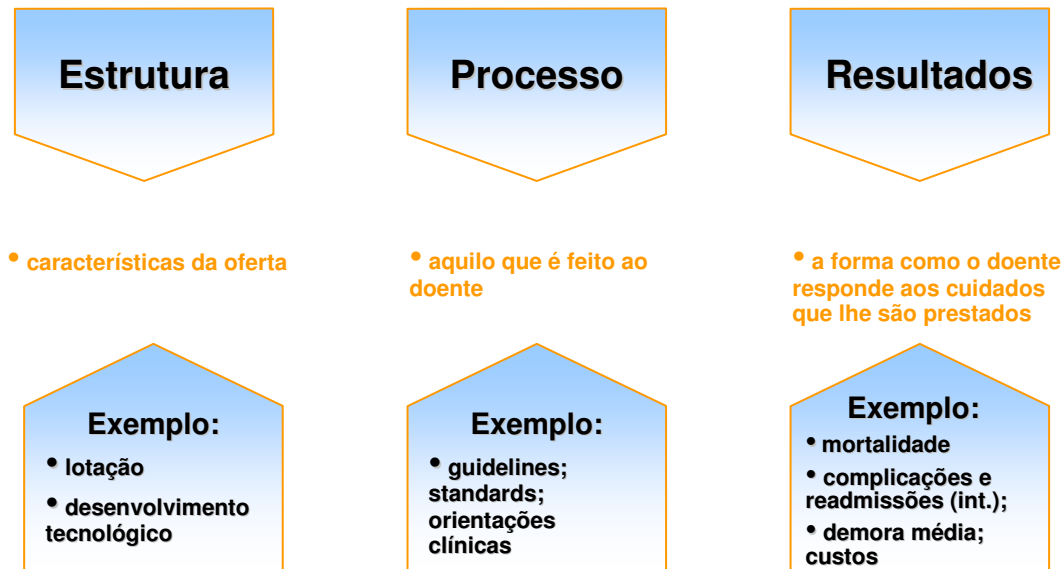 Estrutura
• características da oferta
Exemplo:
• lotação
• desenvolvimento
tecnológico
Processo
• aquilo que é feito ao
doente
Exemplo:
• guidelines;
standards;
orientações
clínicas
Resultados
• a forma como o doente
responde aos cuidados
que lhe são prestados
Exemplo:
• mortalidade
• complicações e
readmissões (int.);
• demora média;
custos